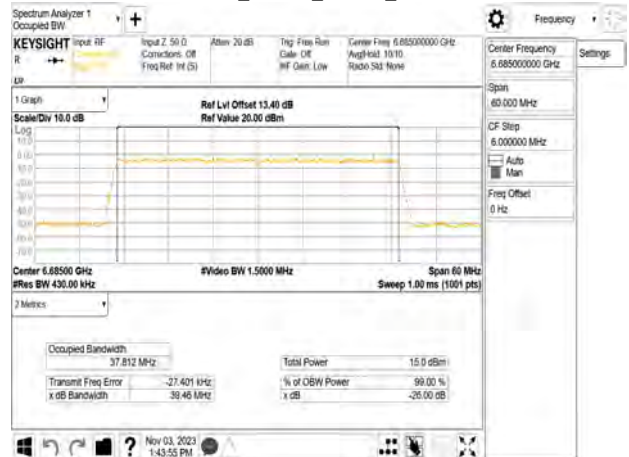 Spectrum Analyzer 1
Occupied BW
Frequency
KEYSIGHT
Input: RF
Input Z: 50 Ω
Atten: 20 dB
Trig: Free Run
Center Freq: 6.685000000 GHz
R
Corrections: Off
Gate: Off
Avg|Hold: 10/10
Freq Ref: Int (S)
#IF Gain: Low
Radio Std: None
Center Frequency
6.685000000 GHz
Settings
Span
60.000 MHz
CF Step
6.000000 MHz
Auto
Man
Freq Offset
0 Hz
1 Graph
Scale/Div 10.0 dB
Ref Lvl Offset 13.40 dB
Ref Value 20.00 dBm
Log
10.0
0.00
Center 6.68500 GHz
#Video BW 1.5000 MHz
Span 60 MHz
#Res BW 430.00 kHz
Sweep 1.00 ms (1001 pts)
2 Metrics
Occupied Bandwidth
37.812 MHz
Total Power
15.0 dBm
Transmit Freq Error
-27.401 kHz
% of OBW Power
99.00 %
x dB Bandwidth
39.46 MHz
x dB
-26.00 dB
?
Nov 03, 2023
1:43:55 PM